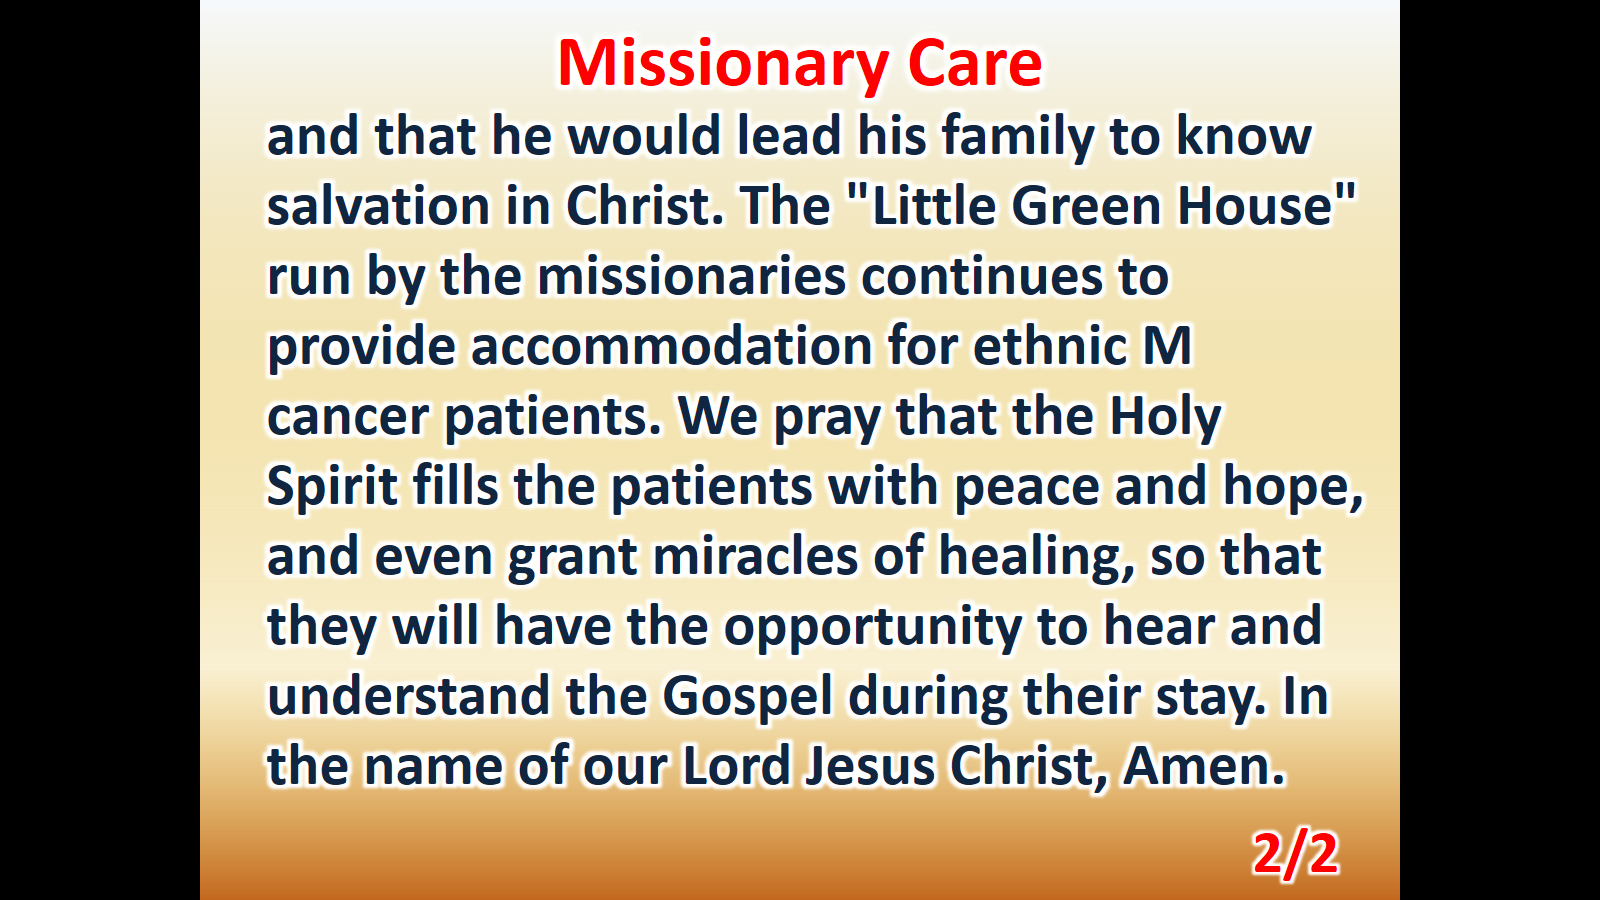 Missionary Care
and that he would lead his family to know
salvation in Christ. The "Little Green House"
run by the missionaries continues to
provide accommodation for ethnic M
cancer patients. We pray that the Holy
Spirit fills the patients with peace and hope,
and even grant miracles of healing, so that
they will have the opportunity to hear and
understand the Gospel during their stay. In
the name of our Lord Jesus Christ, Amen.
2/2